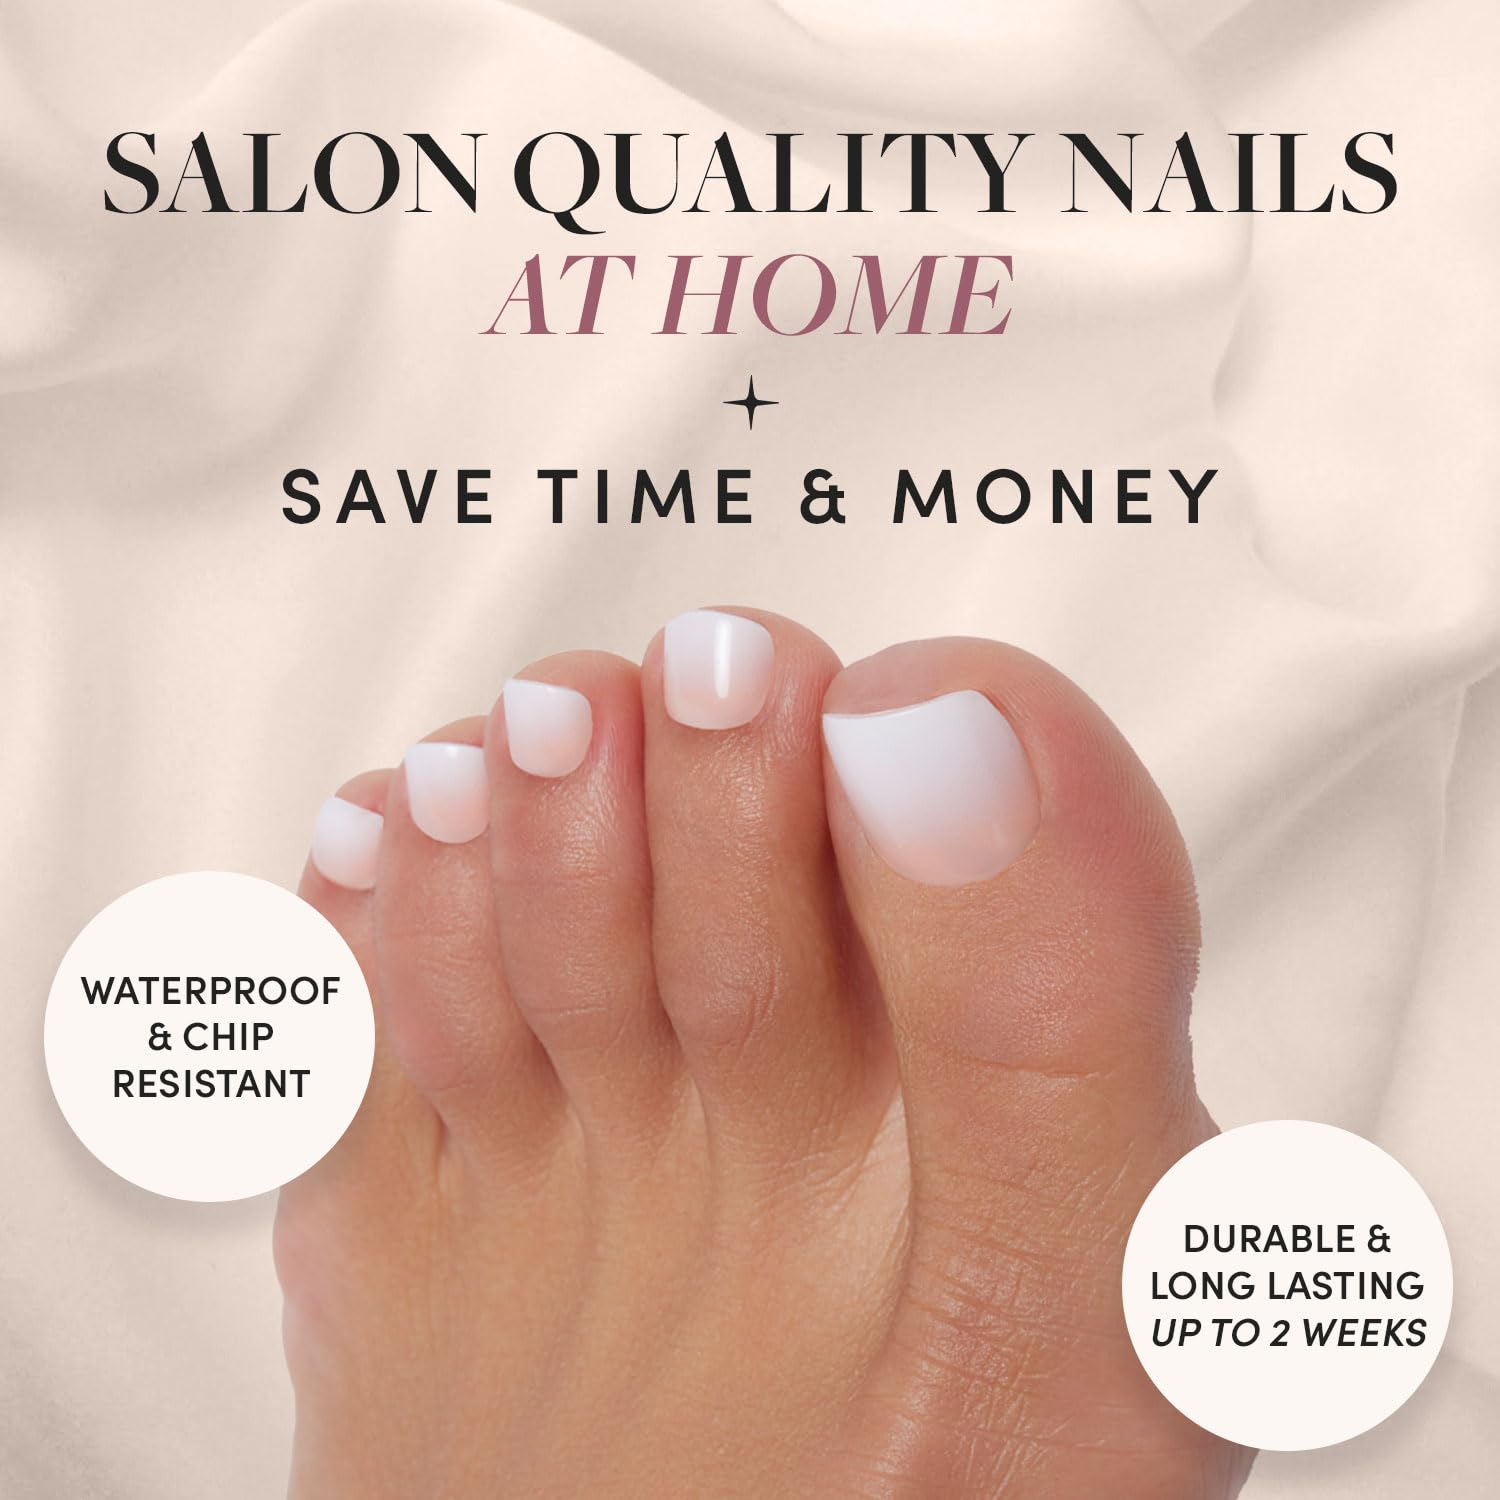 SALON QUALITY NAILS
AT HOME
SAVE TIME & MONEY
WATERPROOF
& CHIP
RESISTANT
DURABLE &
LONG LASTING
UP TO 2 WEEKS